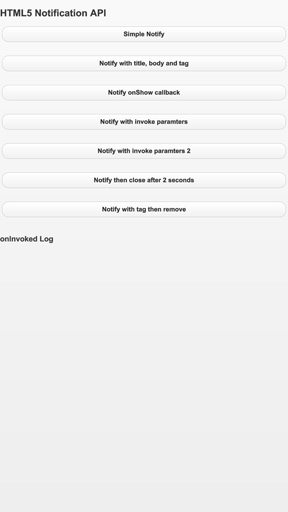 HTML5 Notification API
Simple Notify
Notify with title, body and tag
Notify onShow callback
Notify with invoke paramters
Notify with invoke paramters 2
Notify then close after 2 seconds
Notify with tag then remove
onInvoked Log